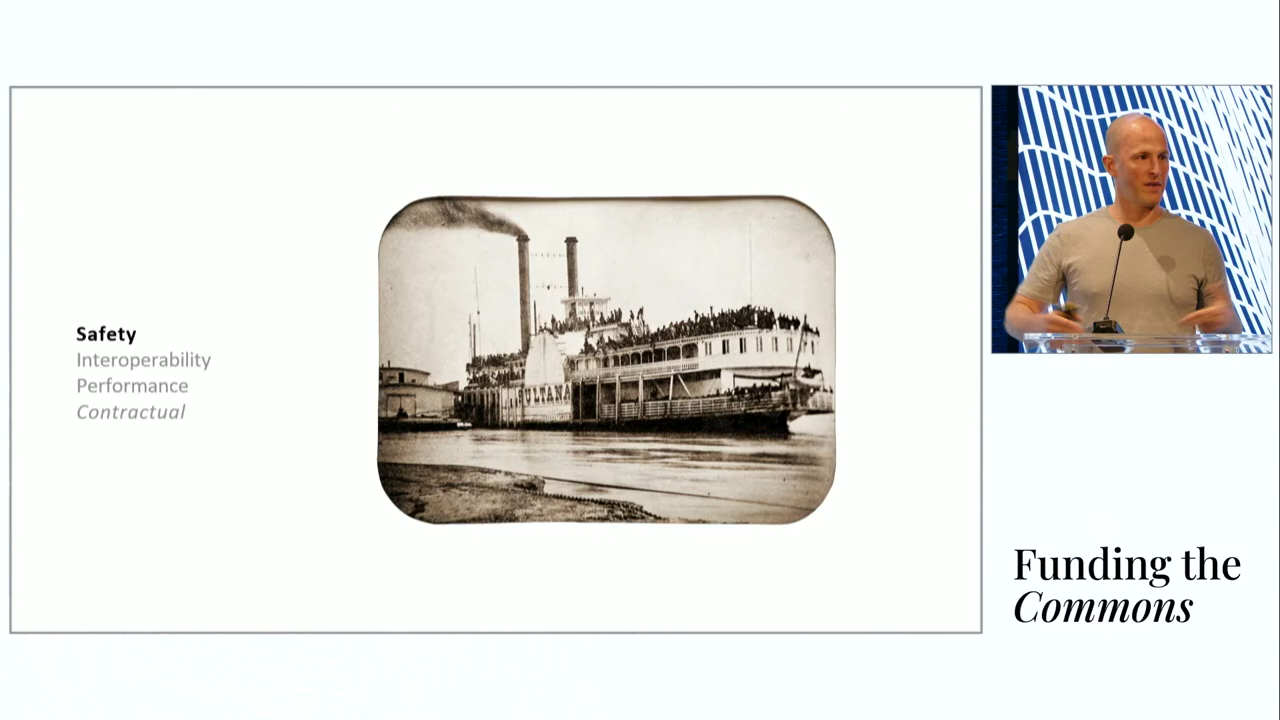 Safety
Interoperability
Performance
Contractual
SULTANA
Funding the
Commons